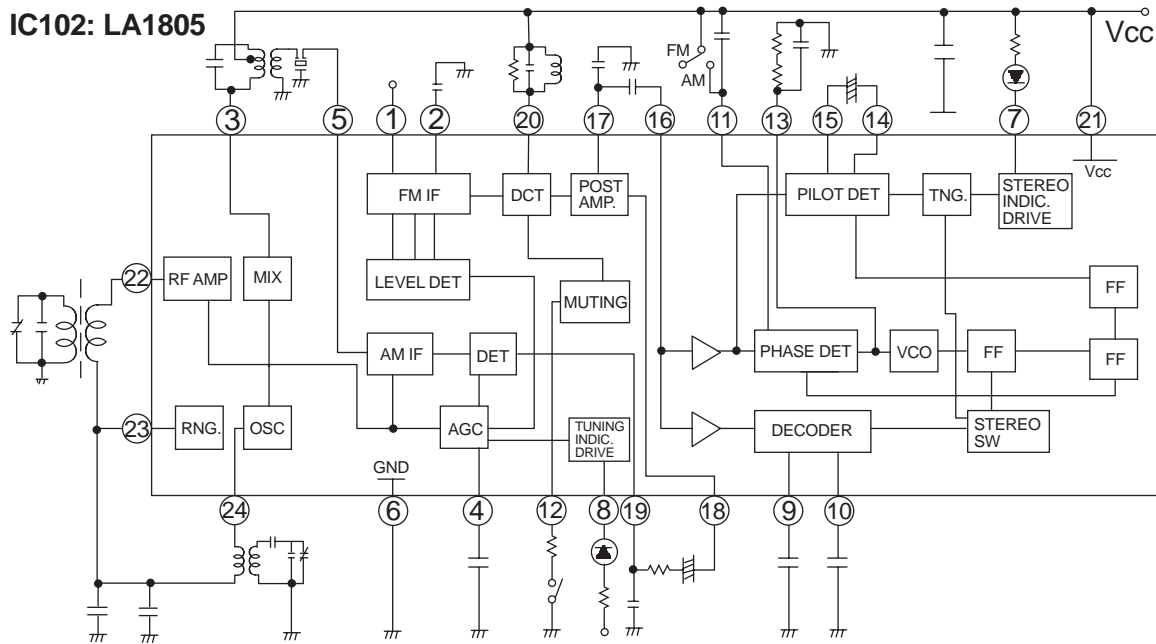 IC102: LA1805
Vcc
FM
AM
3
5
1
2
20
17
16
11
13
15
14
7
21
Vcc
FM IF
DCT
POST
AMP.
PILOT DET
TNG.
STEREO
INDIC.
DRIVE
22
RF AMP
MIX
LEVEL DET
MUTING
FF
AM IF
DET
PHASE DET
VCO
FF
FF
23
RNG.
OSC
AGC
TUNING
INDIC.
DRIVE
DECODER
STEREO
SW
GND
24
6
4
12
8
19
18
9
10